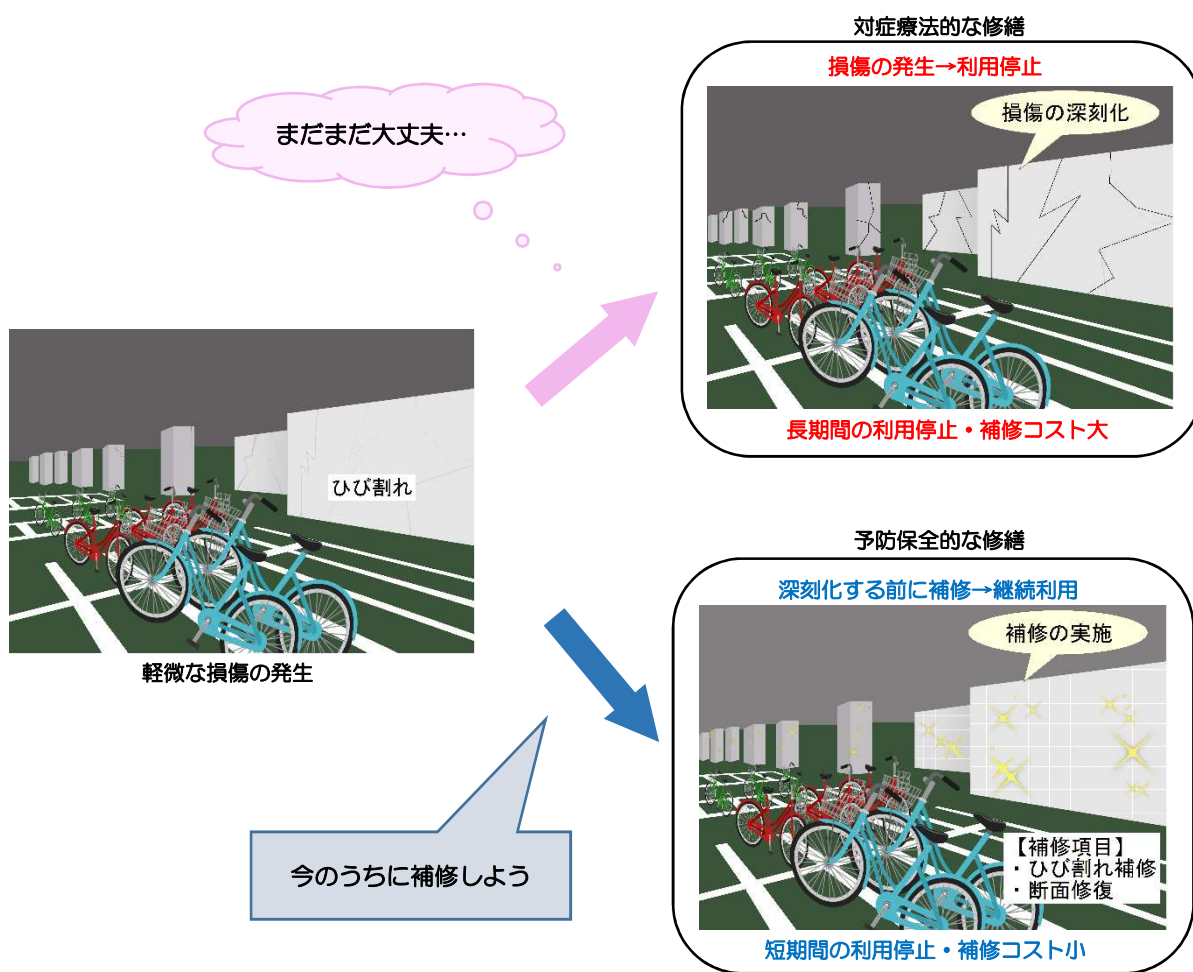 対症療法的な修繕
損傷の発生→利用停止
損傷の深刻化
まだまだ大丈夫…
長期間の利用停止・補修コスト大
ひび割れ
軽微な損傷の発生
予防保全的な修繕
深刻化する前に補修→継続利用
補修の実施
今のうちに補修しよう
【補修項目】
・ひび割れ補修
・断面修復
短期間の利用停止・補修コスト小